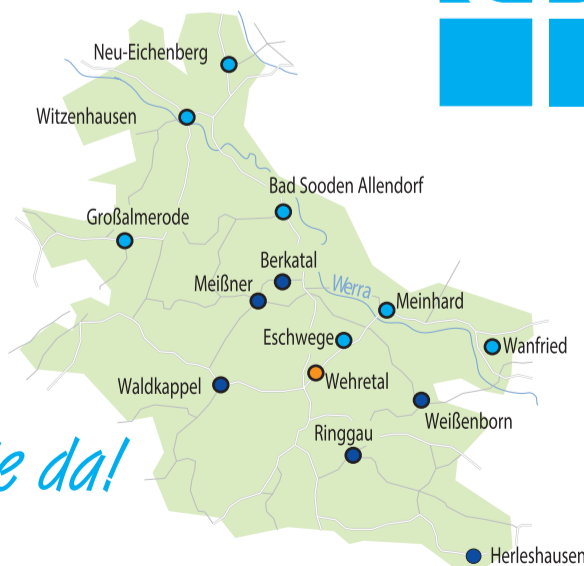 Neu-Eichenberg
Witzenhausen
Bad Sooden Allendorf
Großalmerode
Berkatal
Meißner
Werra
Meinhard
Eschwege
Wanfried
Wehretal
Waldkappel
Weißenborn
Ringgau
da!
Herleshausen